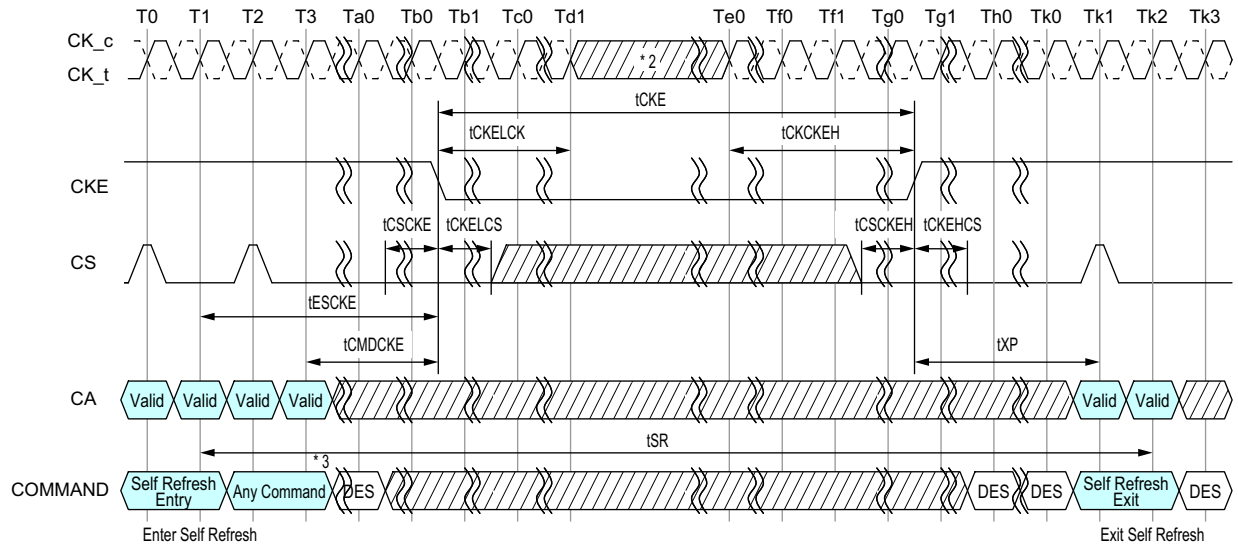 T0 T1 T2 T3 Ta0 Tb0 Tb1 Tc0 Td1 Te0 Tf0 Tf1 Tg0 Tg1 Th0 Tk0 Tk1 Tk2 Tk3
CK_c
CK_t
* 2
tCKE
tCKELCK tCKCKEH
CKE
tCSCKE tCKELCS tCSCKEH tCKEHCS
CS
tESCKE
tCMDCKE tXP
CA Valid Valid Valid Valid Valid Valid
tSR
* 3
COMMAND Self Refresh Entry Any Command DES DES DES Self Refresh Exit DES
Enter Self Refresh Exit Self Refresh